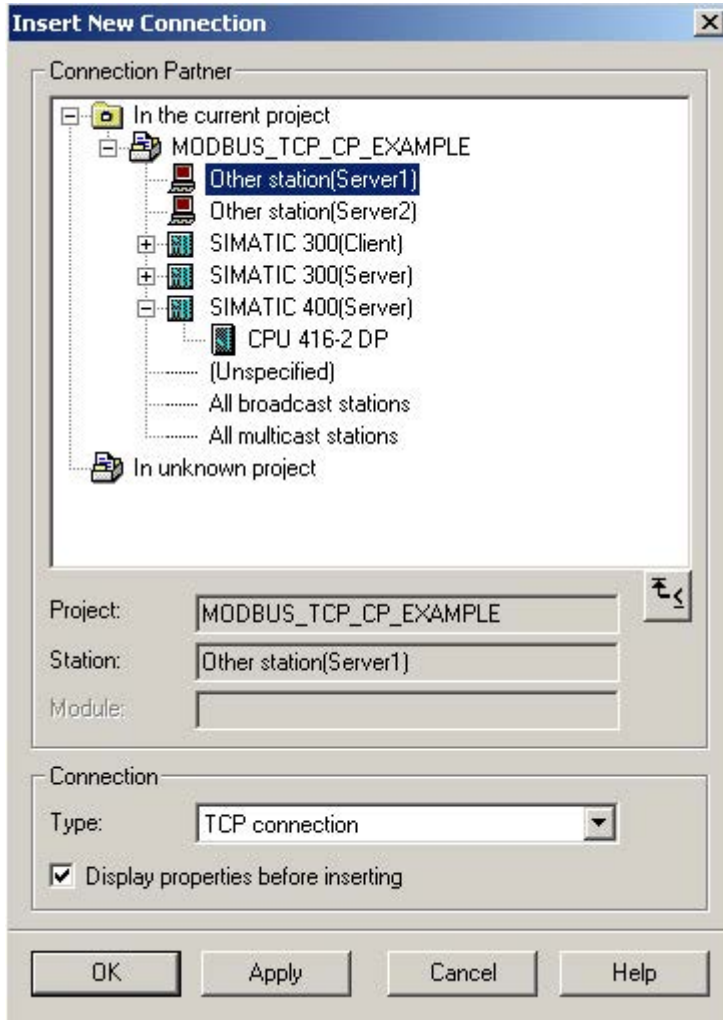 Insert New Connection
Connection Partner
In the current project
MODBUS_TCP_CP_EXAMPLE
Other station(Server1)
Other station(Server2)
SIMATIC 300(Client)
SIMATIC 300(Server)
SIMATIC 400(Server)
CPU 416-2 DP
(Unspecified)
All broadcast stations
All multicast stations
In unknown project
Project: MODBUS_TCP_CP_EXAMPLE
Station: Other station(Server1)
Module:
Connection
Type: TCP connection
Display properties before inserting
OK Apply Cancel Help